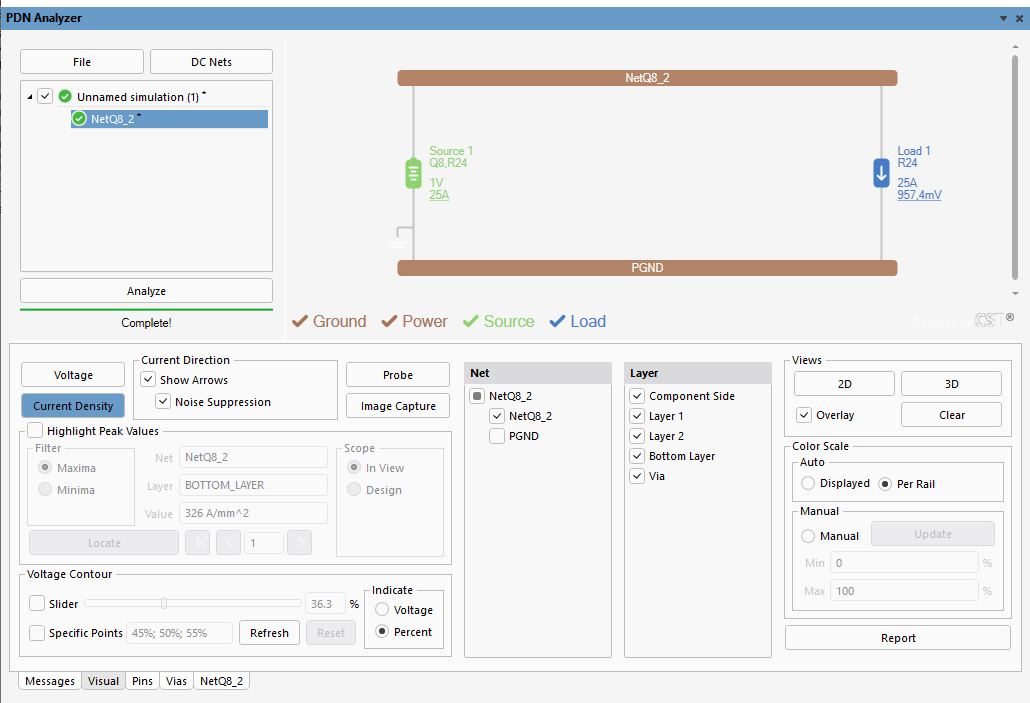 PDN Analyzer
File
DC Nets
Unnamed simulation (1) *
NetQ8_2 *
Analyze
Complete!
NetQ8_2
Source 1
Q8,R24
1V
25A
Load 1
R24
25A
957,4mV
PGND
Ground
Power
Source
Load
Powered by CST®
Voltage
Current Density
Current Direction
Show Arrows
Noise Suppression
Probe
Image Capture
Highlight Peak Values
Filter
Maxima
Minima
Net NetQ8_2
Layer BOTTOM_LAYER
Value 326 A/mm^2
Scope
In View
Design
Locate
1
Voltage Contour
Slider 36.3 %
Specific Points 45%; 50%; 55%
Refresh
Reset
Indicate
Voltage
Percent
Net
NetQ8_2
NetQ8_2
PGND
Layer
Component Side
Layer 1
Layer 2
Bottom Layer
Via
Views
2D
3D
Overlay
Clear
Color Scale
Auto
Displayed
Per Rail
Manual
Manual
Update
Min 0 %
Max 100 %
Report
Messages
Visual
Pins
Vias
NetQ8_2